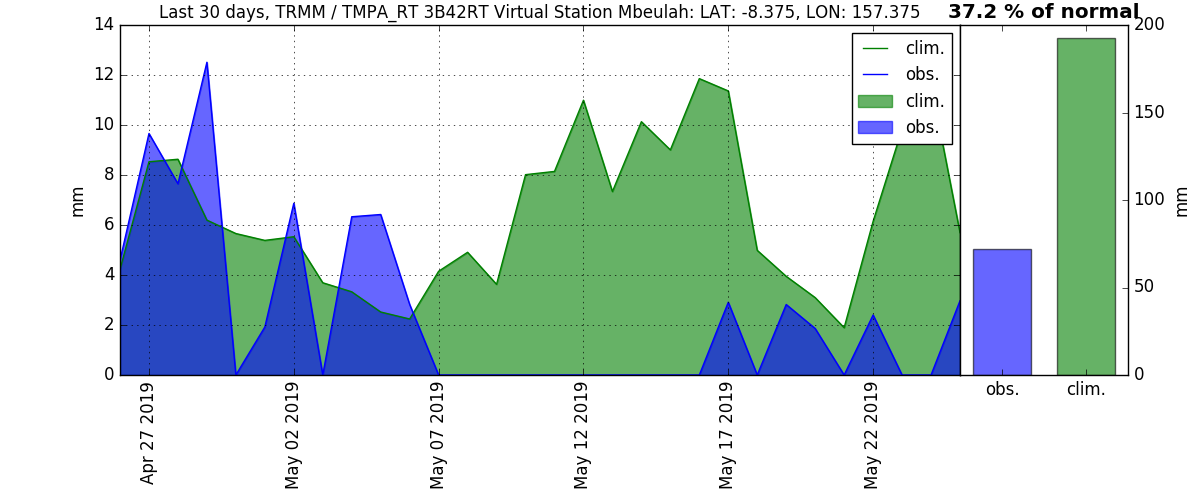 Last 30 days, TRMM / TMPA_RT 3B42RT Virtual Station Mbeulah: LAT: -8.375, LON: 157.375
37.2 % of normal
14
12
10
8
6
4
2
0
mm
clim.
obs.
clim.
obs.
Apr 27 2019
May 02 2019
May 07 2019
May 12 2019
May 17 2019
May 22 2019
200
150
100
50
0
mm
obs.
clim.